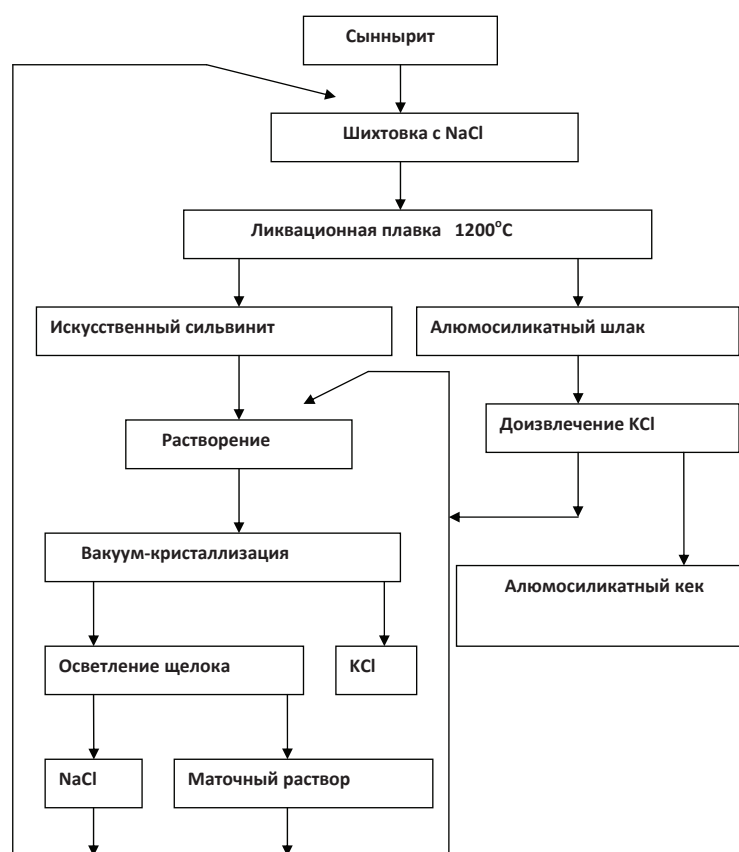 Сыннырит
Шихтовка с NaCl
Ликвационная плавка 1200°С
Искусственный сильвинит
Алюмосиликатный шлак
Растворение
Доизвлечение KCl
Вакуум-кристаллизация
Алюмосиликатный кек
Осветление щелока
KCl
NaCl
Маточный раствор